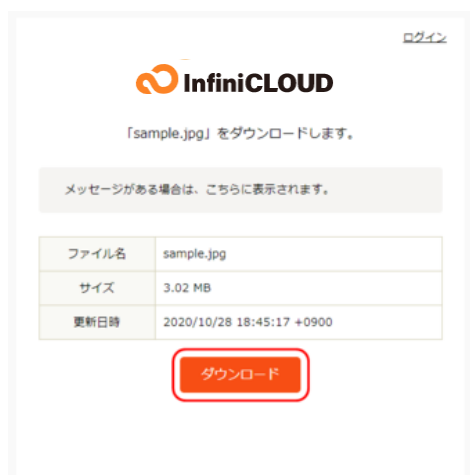 ログイン
InfiniCLOUD
「sample.jpg」をダウンロードします。
メッセージがある場合は、こちらに表示されます。
ファイル名 sample.jpg
サイズ 3.02 MB
更新日時 2020/10/28 18:45:17 +0900
ダウンロード